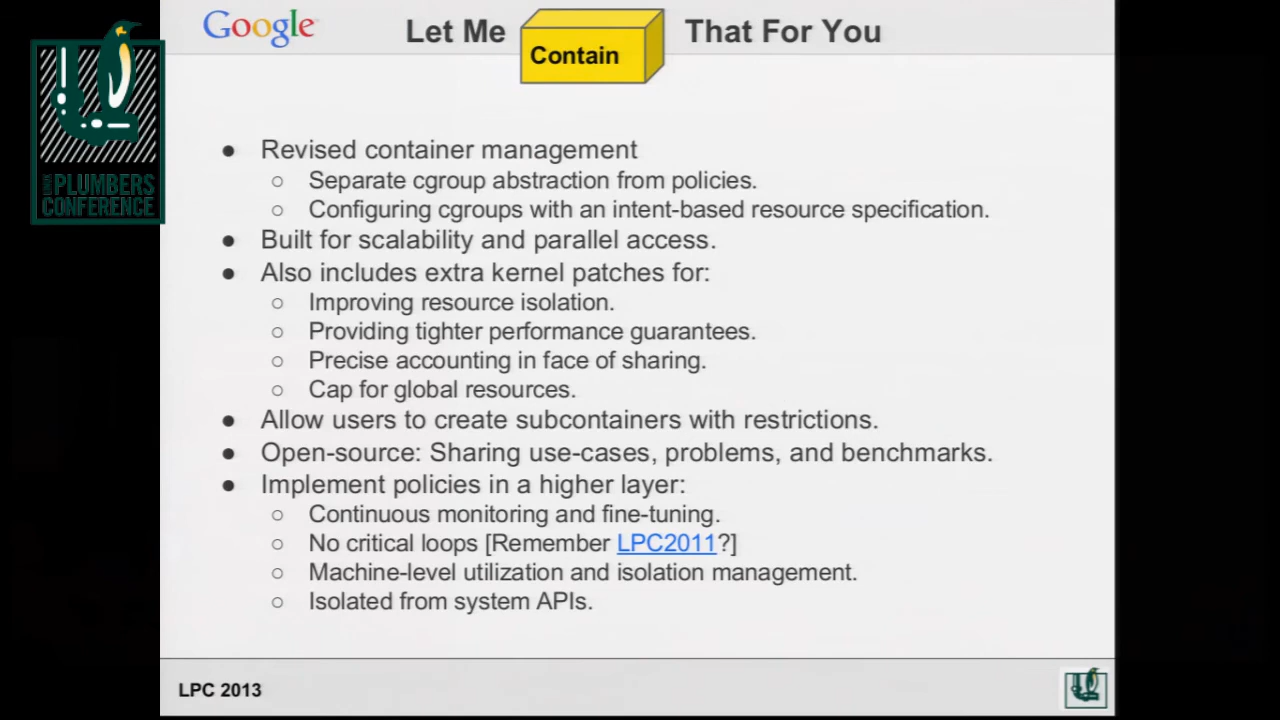 Google
Let Me Contain That For You
LINUX
PLUMBERS
CONFERENCE
● Revised container management
○ Separate cgroup abstraction from policies.
○ Configuring cgroups with an intent-based resource specification.
● Built for scalability and parallel access.
● Also includes extra kernel patches for:
○ Improving resource isolation.
○ Providing tighter performance guarantees.
○ Precise accounting in face of sharing.
○ Cap for global resources.
● Allow users to create subcontainers with restrictions.
● Open-source: Sharing use-cases, problems, and benchmarks.
● Implement policies in a higher layer:
○ Continuous monitoring and fine-tuning.
○ No critical loops [Remember LPC2011?]
○ Machine-level utilization and isolation management.
○ Isolated from system APIs.
LPC 2013